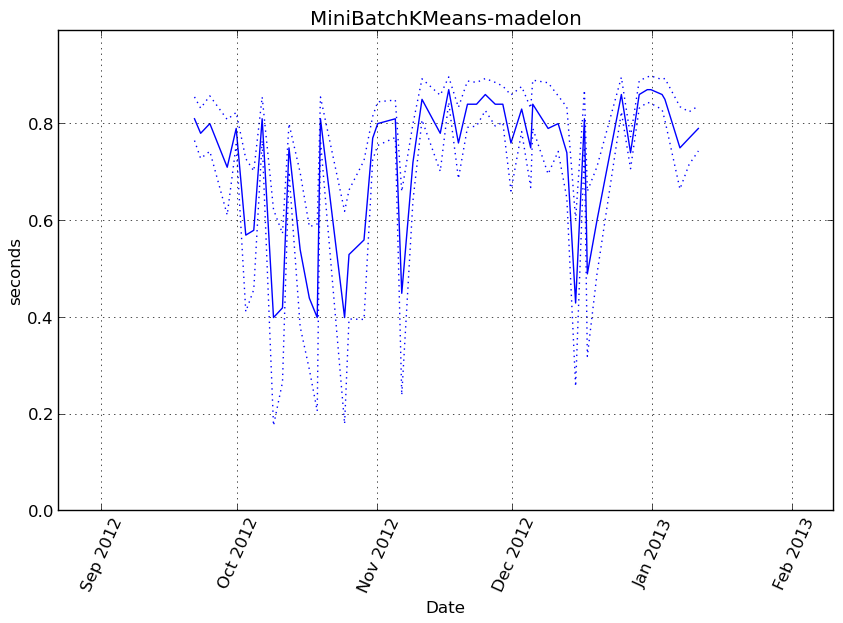 MiniBatchKMeans-madelon
0.8
0.6
0.4
0.2
0.0
seconds
Sep 2012
Oct 2012
Nov 2012
Dec 2012
Jan 2013
Feb 2013
Date